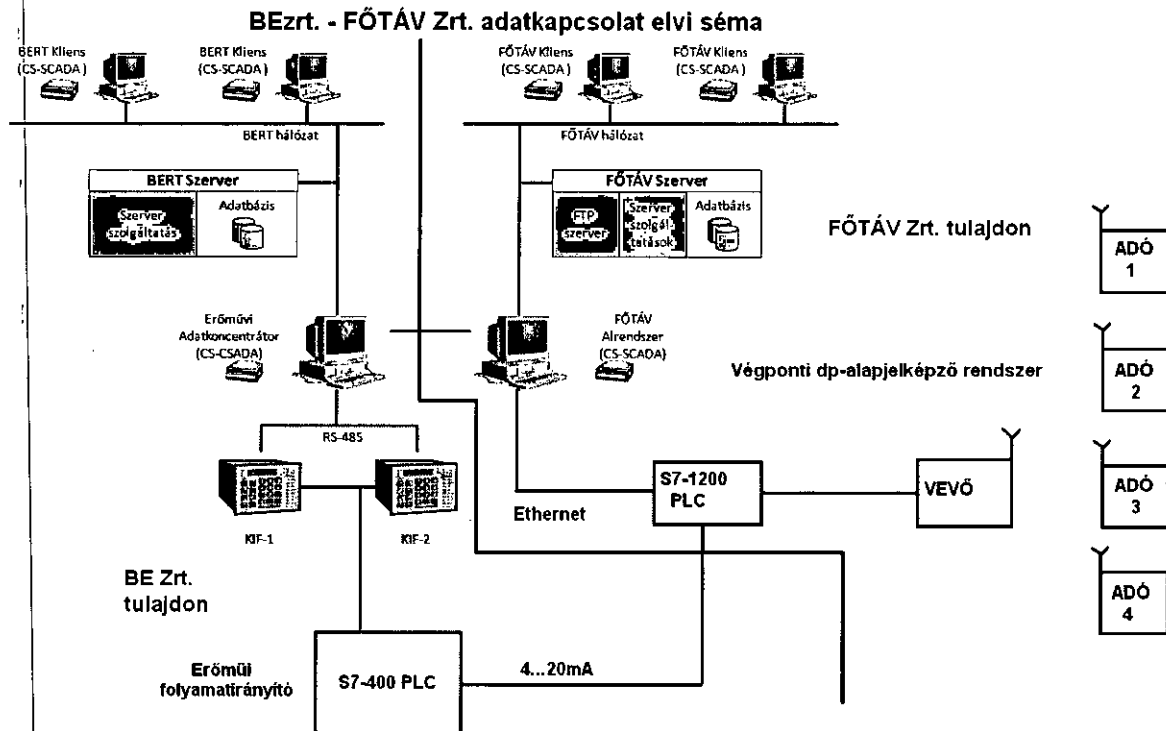 BEzrt. - FŐTÁV Zrt. adatkapcsolat elvi séma
BERT Kliens
(CS-SCADA )
BERT Kliens
(CS-SCADA )
FŐTÁV Kliens
(CS-SCADA )
FŐTÁV Kliens
(CS-SCADA )
BERT hálózat
FŐTÁV hálózat
BERT Szerver
Szerver
szolgáltatás
Adatbázis
FŐTÁV Szerver
FTP
szerver
Szerver
szolgál-
tatások
Adatbázis
FŐTÁV Zrt. tulajdon
ADÓ
1
Erőművi
Adatkoncentrátor
(CS-CSADA)
FŐTÁV
Alrendszer
(CS-SCADA)
Végponti dp-alapjelképző rendszer
ADÓ
2
RS-485
KIF-1
KIF-2
Ethernet
S7-1200
PLC
VEVŐ
ADÓ
3
BE Zrt.
tulajdon
ADÓ
4
Erőmüi
folyamatirányító
S7-400 PLC
4...20mA